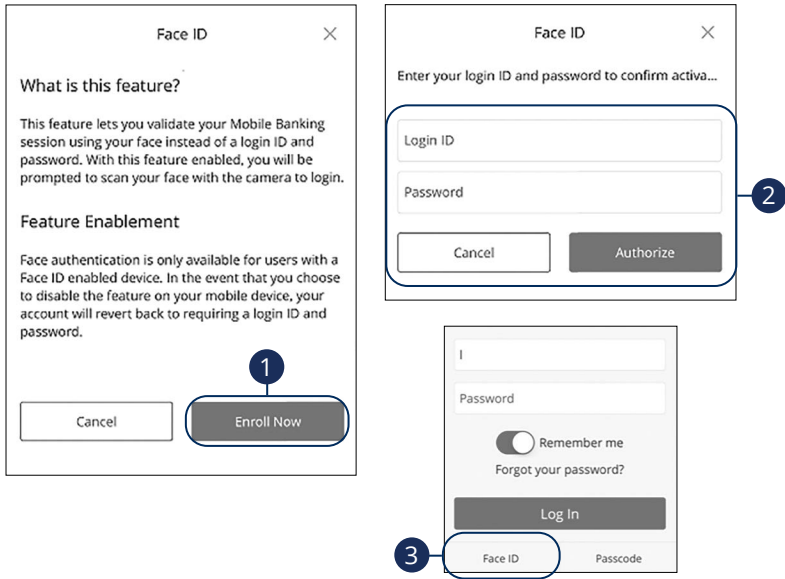 Face ID
What is this feature?
This feature lets you validate your Mobile Banking
session using your face instead of a login ID and
password. With this feature enabled, you will be
prompted to scan your face with the camera to login.
Feature Enablement
Face authentication is only available for users with a
Face ID enabled device. In the event that you choose
to disable the feature on your mobile device, your
account will revert back to requiring a login ID and
password.
1
Cancel
Enroll Now
Face ID
Enter your login ID and password to confirm activa...
Login ID
Password
2
Cancel
Authorize
I
Password
Remember me
Forgot your password?
Log In
3
Face ID
Passcode